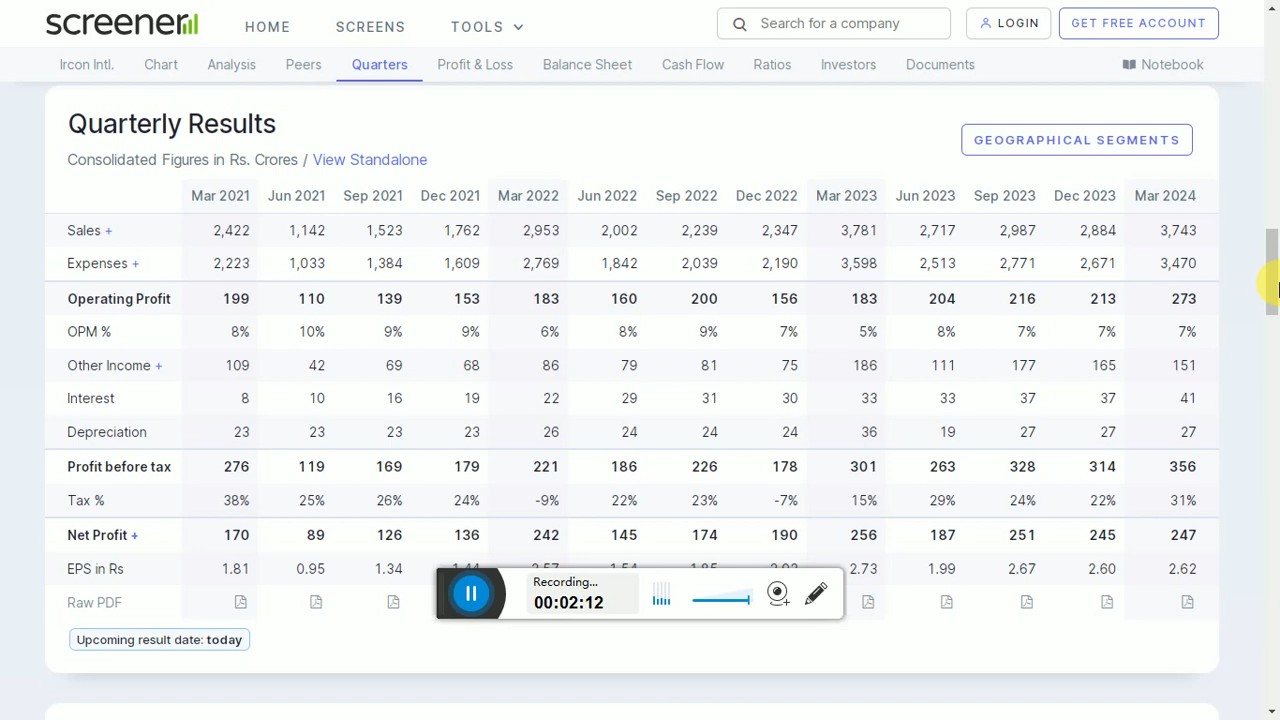 screener HOME SCREENS TOOLS Search for a company LOGIN GET FREE ACCOUNT
Ircon Intl. Chart Analysis Peers Quarters Profit & Loss Balance Sheet Cash Flow Ratios Investors Documents Notebook
Quarterly Results
GEOGRAPHICAL SEGMENTS
Consolidated Figures in Rs. Crores / View Standalone
Mar 2021 Jun 2021 Sep 2021 Dec 2021 Mar 2022 Jun 2022 Sep 2022 Dec 2022 Mar 2023 Jun 2023 Sep 2023 Dec 2023 Mar 2024
Sales + 2,422 1,142 1,523 1,762 2,953 2,002 2,239 2,347 3,781 2,717 2,987 2,884 3,743
Expenses + 2,223 1,033 1,384 1,609 2,769 1,842 2,039 2,190 3,598 2,513 2,771 2,671 3,470
Operating Profit 199 110 139 153 183 160 200 156 183 204 216 213 273
OPM % 8% 10% 9% 9% 6% 8% 9% 7% 5% 8% 7% 7% 7%
Other Income + 109 42 69 68 86 79 81 75 186 111 177 165 151
Interest 8 10 16 19 22 29 31 30 33 33 37 37 41
Depreciation 23 23 23 23 26 24 24 24 36 19 27 27 27
Profit before tax 276 119 169 179 221 186 226 178 301 263 328 314 356
Tax % 38% 25% 26% 24% -9% 22% 23% -7% 15% 29% 24% 22% 31%
Net Profit + 170 89 126 136 242 145 174 190 256 187 251 245 247
EPS in Rs 1.81 0.95 1.34 2.73 1.99 2.67 2.60 2.62
Recording...
00:02:12
Raw PDF
Upcoming result date: today